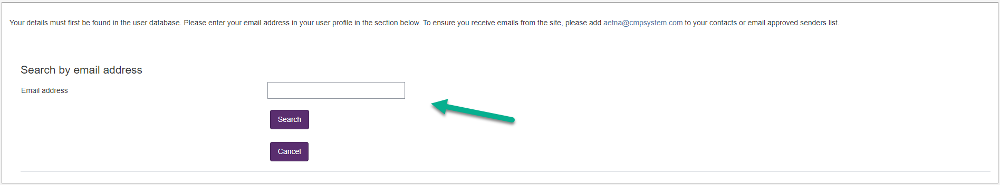 Your details must first be found in the user database. Please enter your email address in your user profile in the section below. To ensure you receive emails from the site, please add aetna@cmpsystem.com to your contacts or email approved senders list.
Search by email address
Email address
Search
Cancel